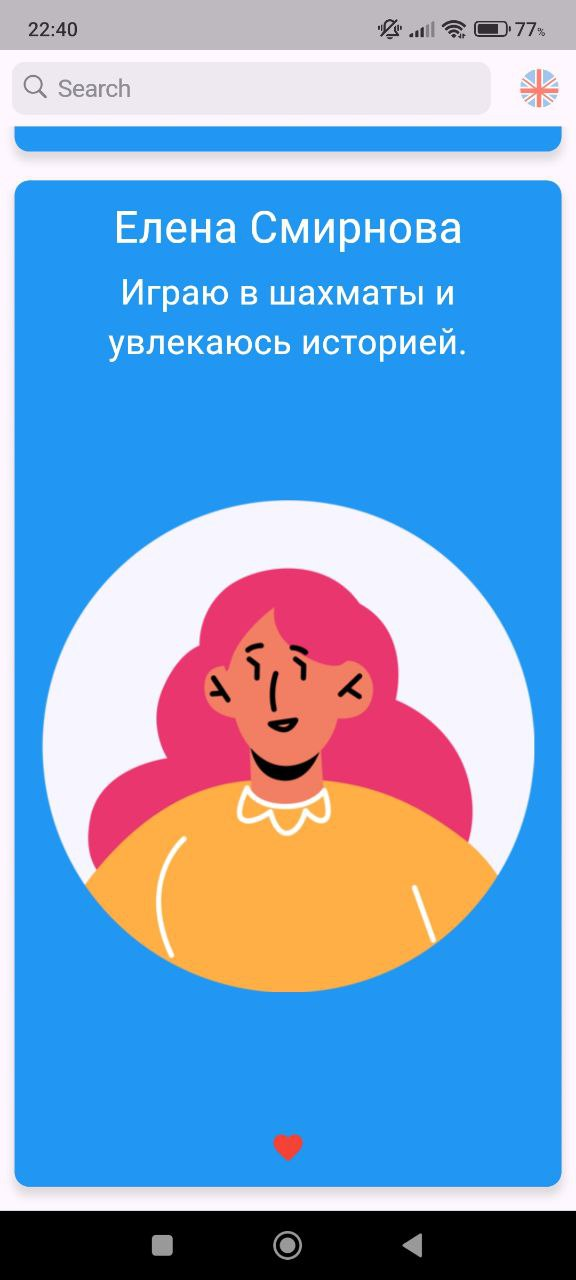 22:40
77%
Search
Елена Смирнова
Играю в шахматы и
увлекаюсь историей.